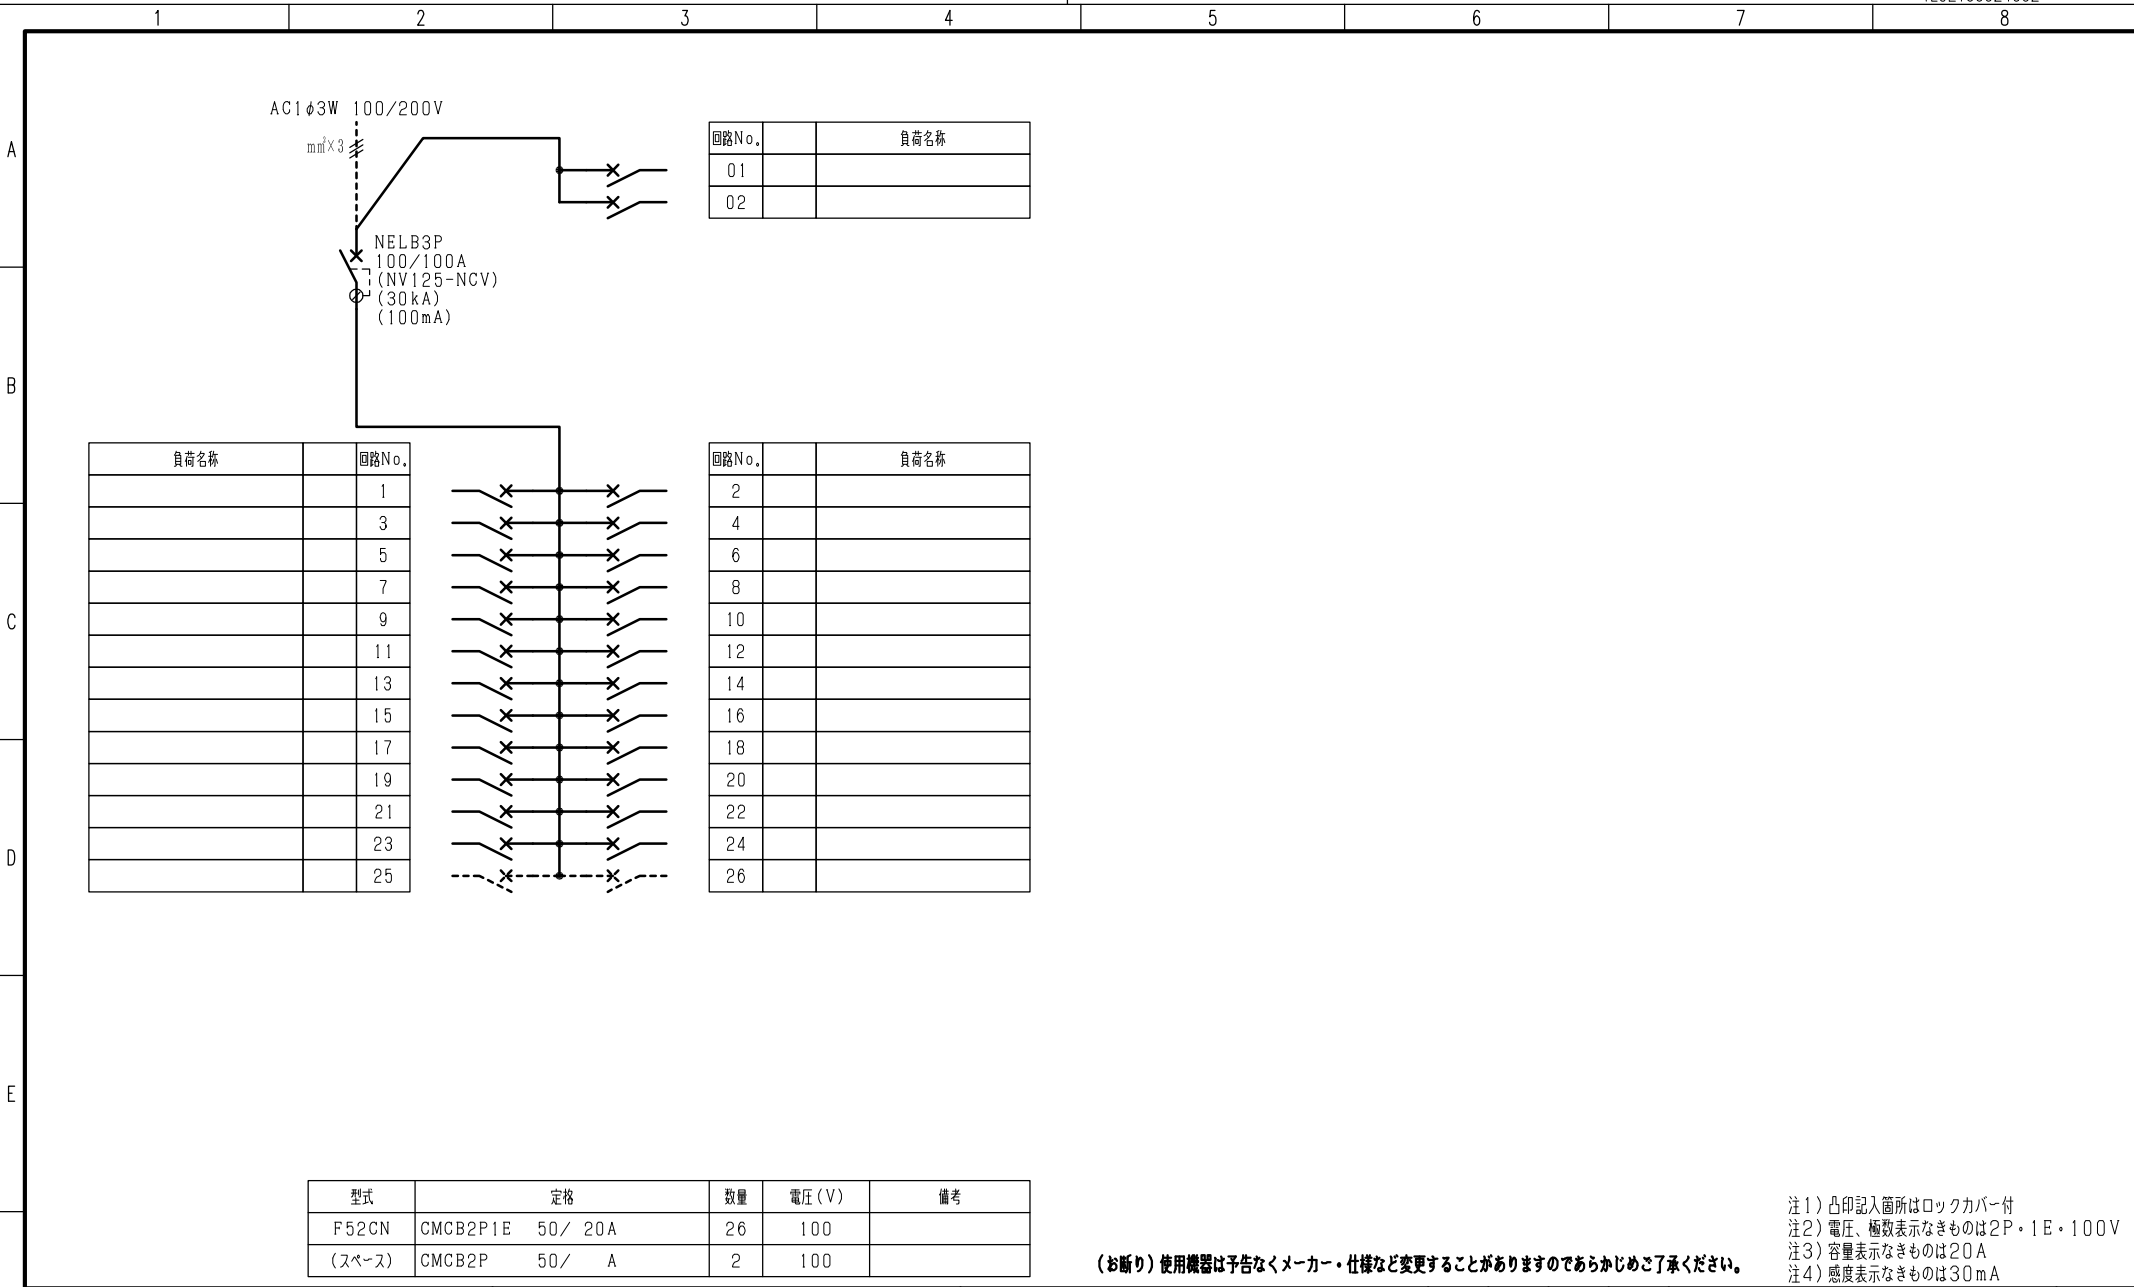 1 2 3 4 5 6 7 8
A
B
C
D
E
AC1φ3W 100/200V
mm²×3
NELB3P
100/100A
(NV125-NCV)
(30kA)
(100mA)
回路No. 負荷名称
01
02
負荷名称 回路No.
1
3
5
7
9
11
13
15
17
19
21
23
25
回路No. 負荷名称
2
4
6
8
10
12
14
16
18
20
22
24
26
型式 定格 数量 電圧(V) 備考
F52CN CMCB2P1E 50/ 20A 26 100
(スペース) CMCB2P 50/ A 2 100
(お断り)使用機器は予告なくメーカー・仕様など変更することがありますのであらかじめご了承ください。
注1)凸印記入箇所はロックカバー付
注2)電圧、極数表示なきものは2P・1E・100V
注3)容量表示なきものは20A
注4)感度表示なきものは30mA